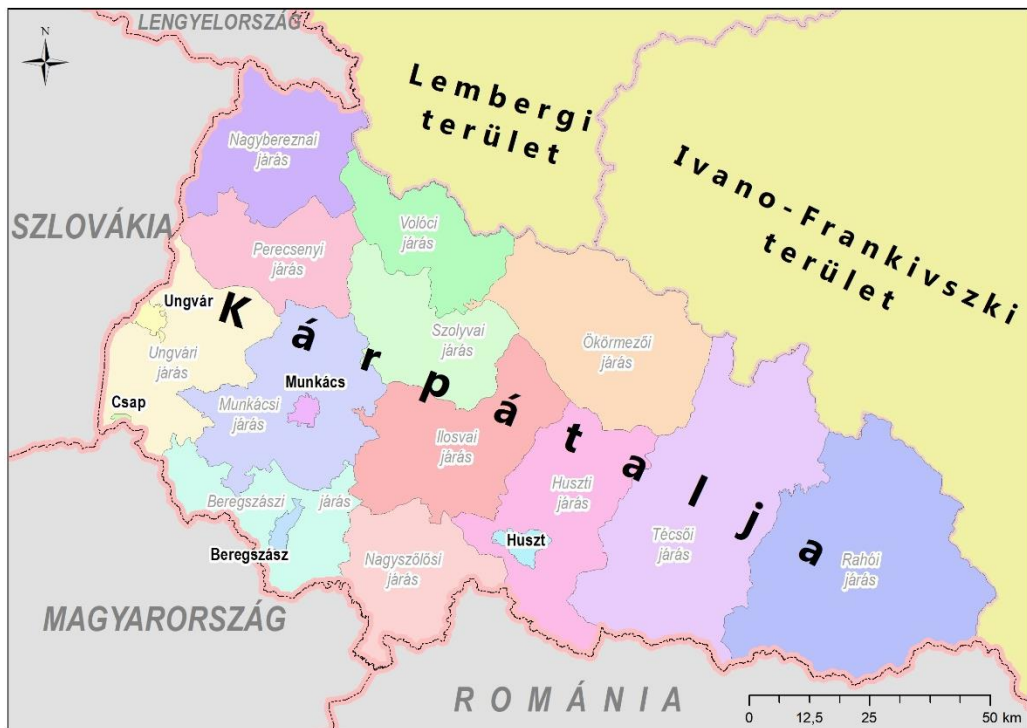 LENGYELORSZÁG
N
Lembergi
terület
Ivano-Frankivszki
terület
Nagybereznai
járás
SZLOVÁKIA
Volóci
járás
Perecsenyi
járás
Ungvár
Kárpátalja
Szolyvai
járás
Ökörmezői
járás
Ungvári
járás
Munkács
Csap
Munkácsi
járás
Ilosvai
járás
Huszti
járás
Beregszászi járás
Técsői
járás
Huszt
Beregszász
Nagyszőlősi
járás
Rahói
járás
MAGYARORSZÁG
ROMÁNIA
0 12,5 25 50 km